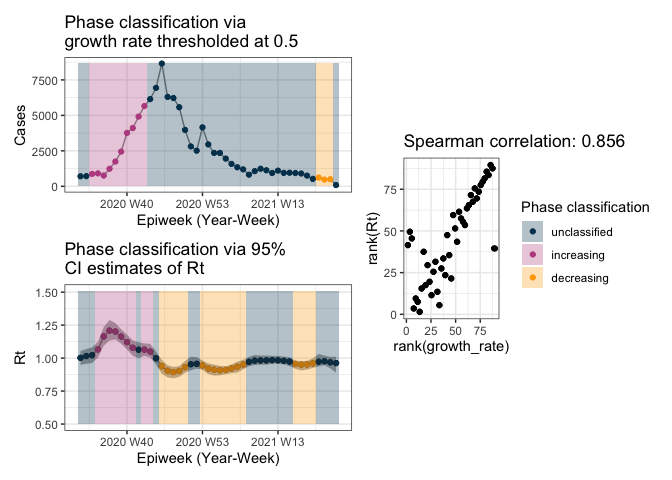 Phase classification via
growth rate thresholded at 0.5
7500
5000
2500
0
Cases
2020 W40
2020 W53
2021 W13
Epiweek (Year-Week)
Phase classification via 95%
CI estimates of Rt
1.50
1.25
1.00
0.75
0.50
Rt
2020 W40
2020 W53
2021 W13
Epiweek (Year-Week)
Spearman correlation: 0.856
75
50
25
0
rank(Rt)
0
25
50
75
rank(growth_rate)
Phase classification
unclassified
increasing
decreasing